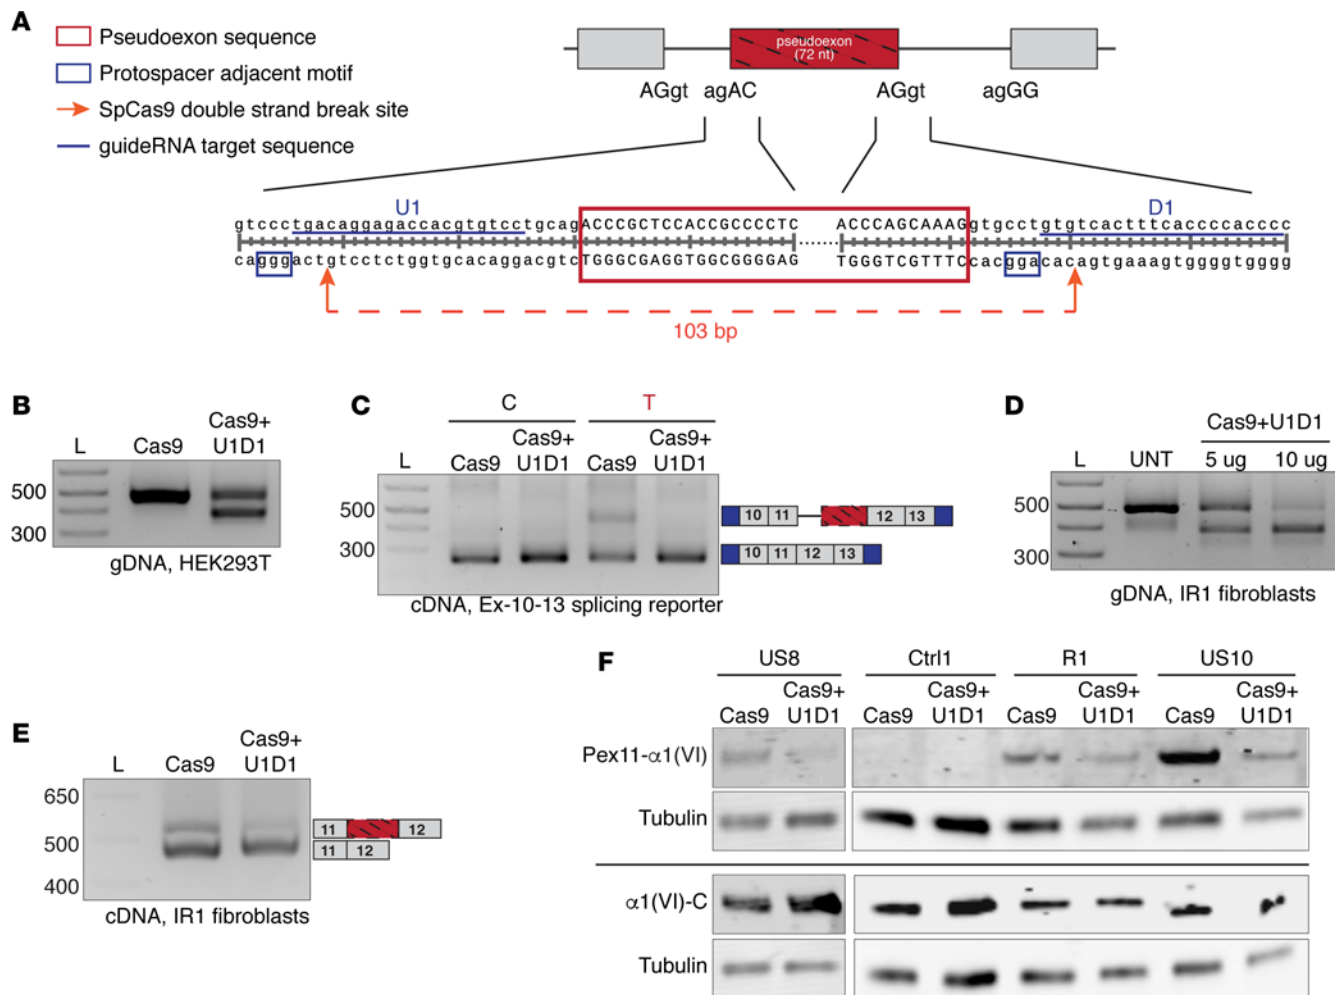 A
Pseudoexon sequence
Protospacer adjacent motif
SpCas9 double strand break site
guideRNA target sequence
pseudoexon
(72 nt)
AGgt agAC AGgt agGG
U1 D1
gtccctgacaggagaccacgtgtcctgcagACCCGCTCCACCGCCCCTC ACCCAGCAAAGgtgcctgtgtcactttcaccccacccc
cagggactgtcctctggtgcacaggacgtcTGGGCGAGGTGGCGGGGAG TGGGTCGTTTCcacggacacagtgaaagtggggtgggg
103 bp
B
L Cas9 Cas9+
U1D1
500
300
gDNA, HEK293T
C
C T
L Cas9 Cas9+
U1D1 Cas9 Cas9+
U1D1
500
300
10 11 12 13
10 11 12 13
cDNA, Ex-10-13 splicing reporter
D
Cas9+U1D1
L UNT 5 ug 10 ug
500
300
gDNA, IR1 fibroblasts
E
L Cas9 Cas9+
U1D1
650
500
400
11 12
11 12
cDNA, IR1 fibroblasts
F
US8 Ctrl1 R1 US10
Cas9 Cas9+
U1D1 Cas9 Cas9+
U1D1 Cas9 Cas9+
U1D1 Cas9 Cas9+
U1D1
Pex11-α1(VI)
Tubulin
α1(VI)-C
Tubulin